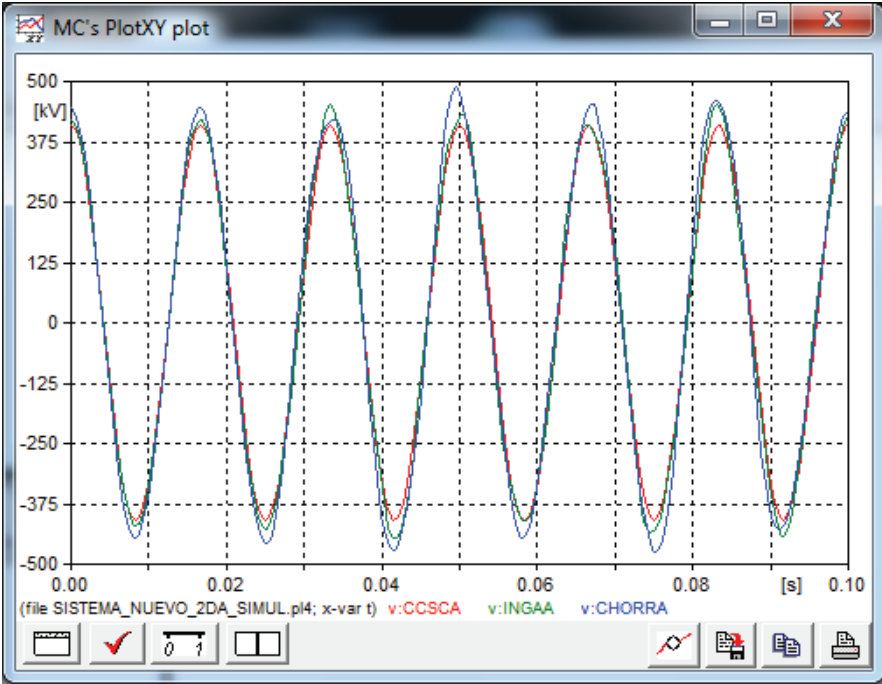 MC's PlotXY plot
500
[kV]
375
250
125
0
-125
-250
-375
-500
0.00 0.02 0.04 0.06 0.08 [s] 0.10
(file SISTEMA_NUEVO_2DA_SIMUL.pl4; x-var t) v:CCSCA v:INGAA v:CHORRA
0 1